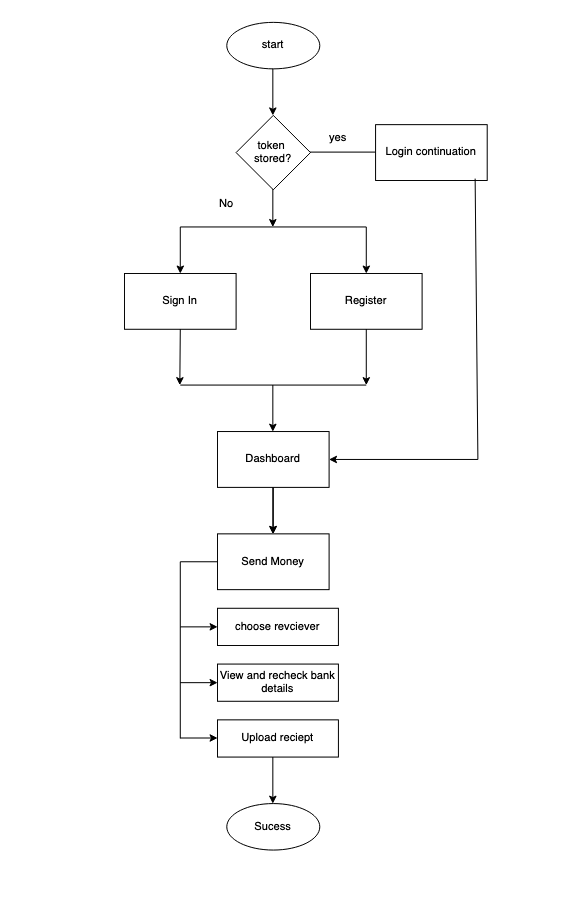 start
token
stored?
yes
Login continuation
No
Sign In
Register
Dashboard
Send Money
choose revciever
View and recheck bank
details
Upload reciept
Sucess